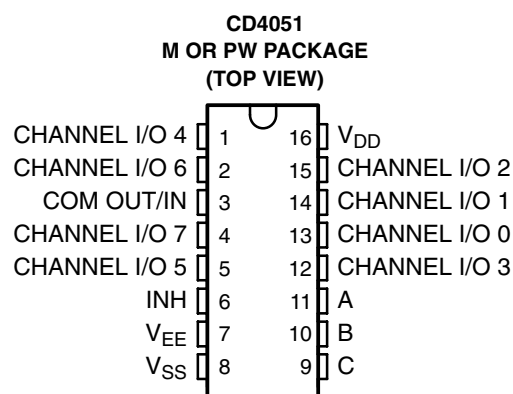 CD4051
M OR PW PACKAGE
(TOP VIEW)
CHANNEL I/O 4 1 16 VDD
CHANNEL I/O 6 2 15 CHANNEL I/O 2
COM OUT/IN 3 14 CHANNEL I/O 1
CHANNEL I/O 7 4 13 CHANNEL I/O 0
CHANNEL I/O 5 5 12 CHANNEL I/O 3
INH 6 11 A
VEE 7 10 B
VSS 8 9 C